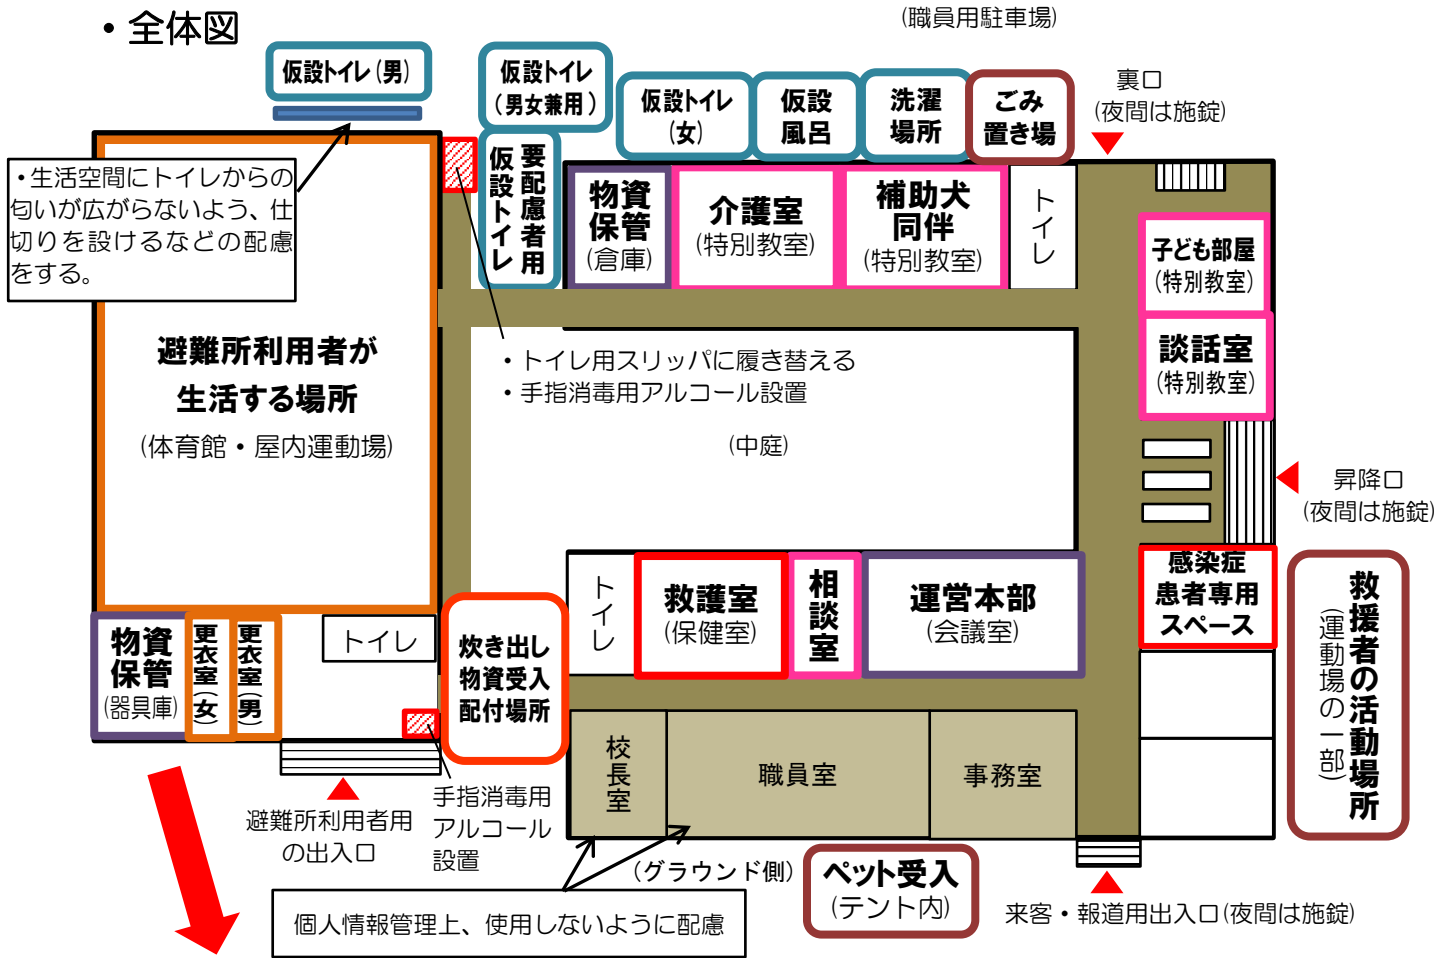 ・全体図
(職員用駐車場)
仮設トイレ(男)
仮設トイレ
(男女兼用)
仮設トイレ
(女)
仮設
風呂
洗濯
場所
ごみ
置き場
裏口
(夜間は施錠)
・生活空間にトイレからの
匂いが広がらないよう、仕
切りを設けるなどの配慮
をする。
要配慮者用
仮設トイレ
物資
保管
(倉庫)
介護室
(特別教室)
補助犬
同伴
(特別教室)
トイレ
子ども部屋
(特別教室)
談話室
(特別教室)
避難所利用者が
生活する場所
(体育館・屋内運動場)
・トイレ用スリッパに履き替える
・手指消毒用アルコール設置
(中庭)
昇降口
(夜間は施錠)
物資
保管
(器具庫)
更衣室(女)
更衣室(男)
トイレ
炊き出し
物資受入
配付場所
トイレ
救護室
(保健室)
相談室
運営本部
(会議室)
感染症
患者専用
スペース
救援者の活動場所
(運動場の一部)
校長室
職員室
事務室
避難所利用者用
の出入口
手指消毒用
アルコール
設置
(グラウンド側)
ペット受入
(テント内)
来客・報道用出入口(夜間は施錠)
個人情報管理上、使用しないように配慮